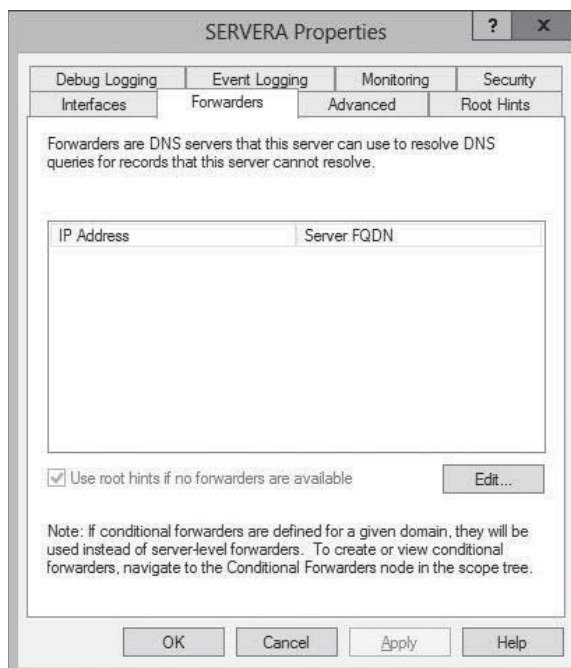 SERVERA Properties
? x
Debug Logging Event Logging Monitoring Security
Interfaces Forwarders Advanced Root Hints
Forwarders are DNS servers that this server can use to resolve DNS
queries for records that this server cannot resolve.
IP Address Server FQDN
Use root hints if no forwarders are available
Edit...
Note: If conditional forwarders are defined for a given domain, they will be
used instead of server-level forwarders. To create or view conditional
forwarders, navigate to the Conditional Forwarders node in the scope tree.
OK Cancel Apply Help